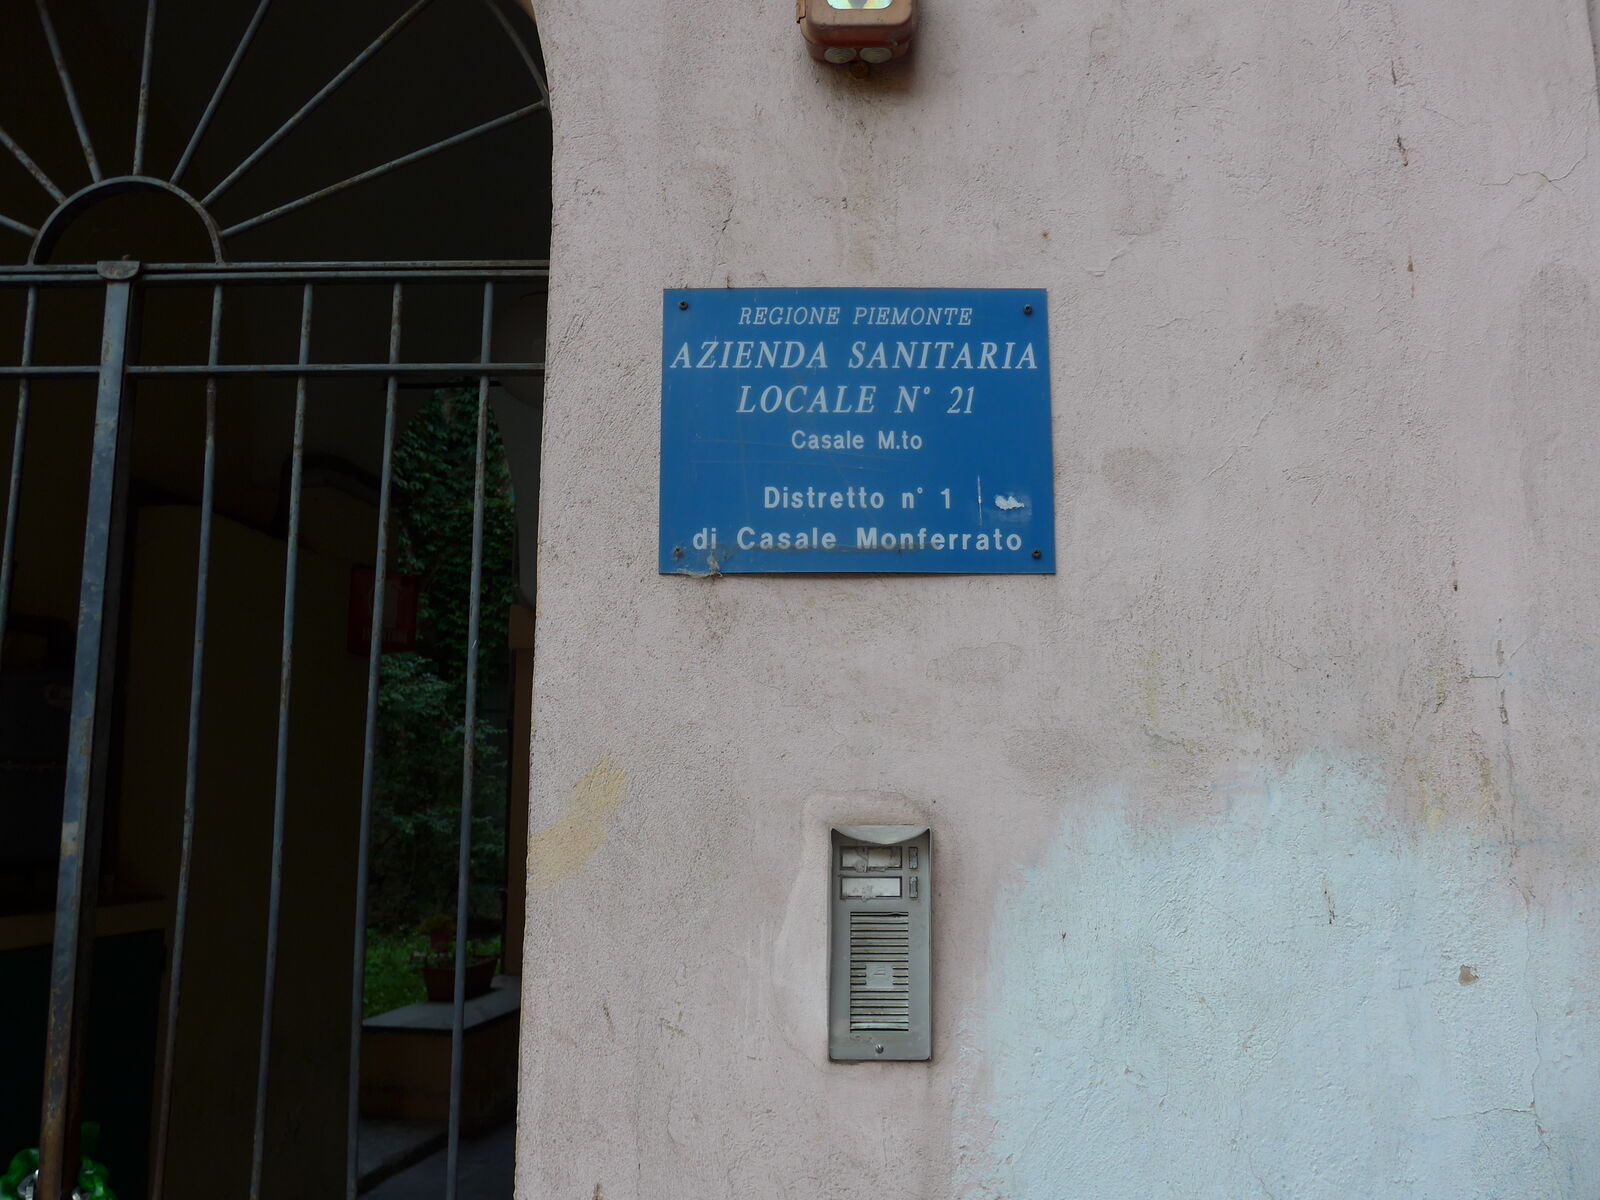 REGIONE PIEMONTE
AZIENDA SANITARIA
LOCALE N° 21
Casale M.to
Distretto n° 1
di Casale Monferrato